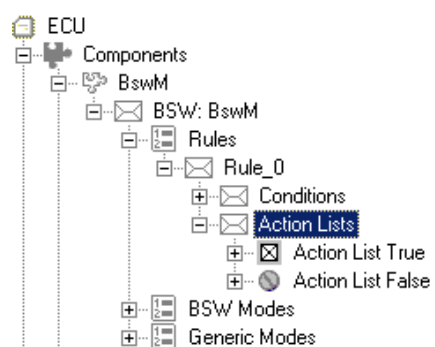 ECU
Components
BswM
BSW: BswM
Rules
Rule_0
Conditions
Action Lists
Action List True
Action List False
BSW Modes
Generic Modes